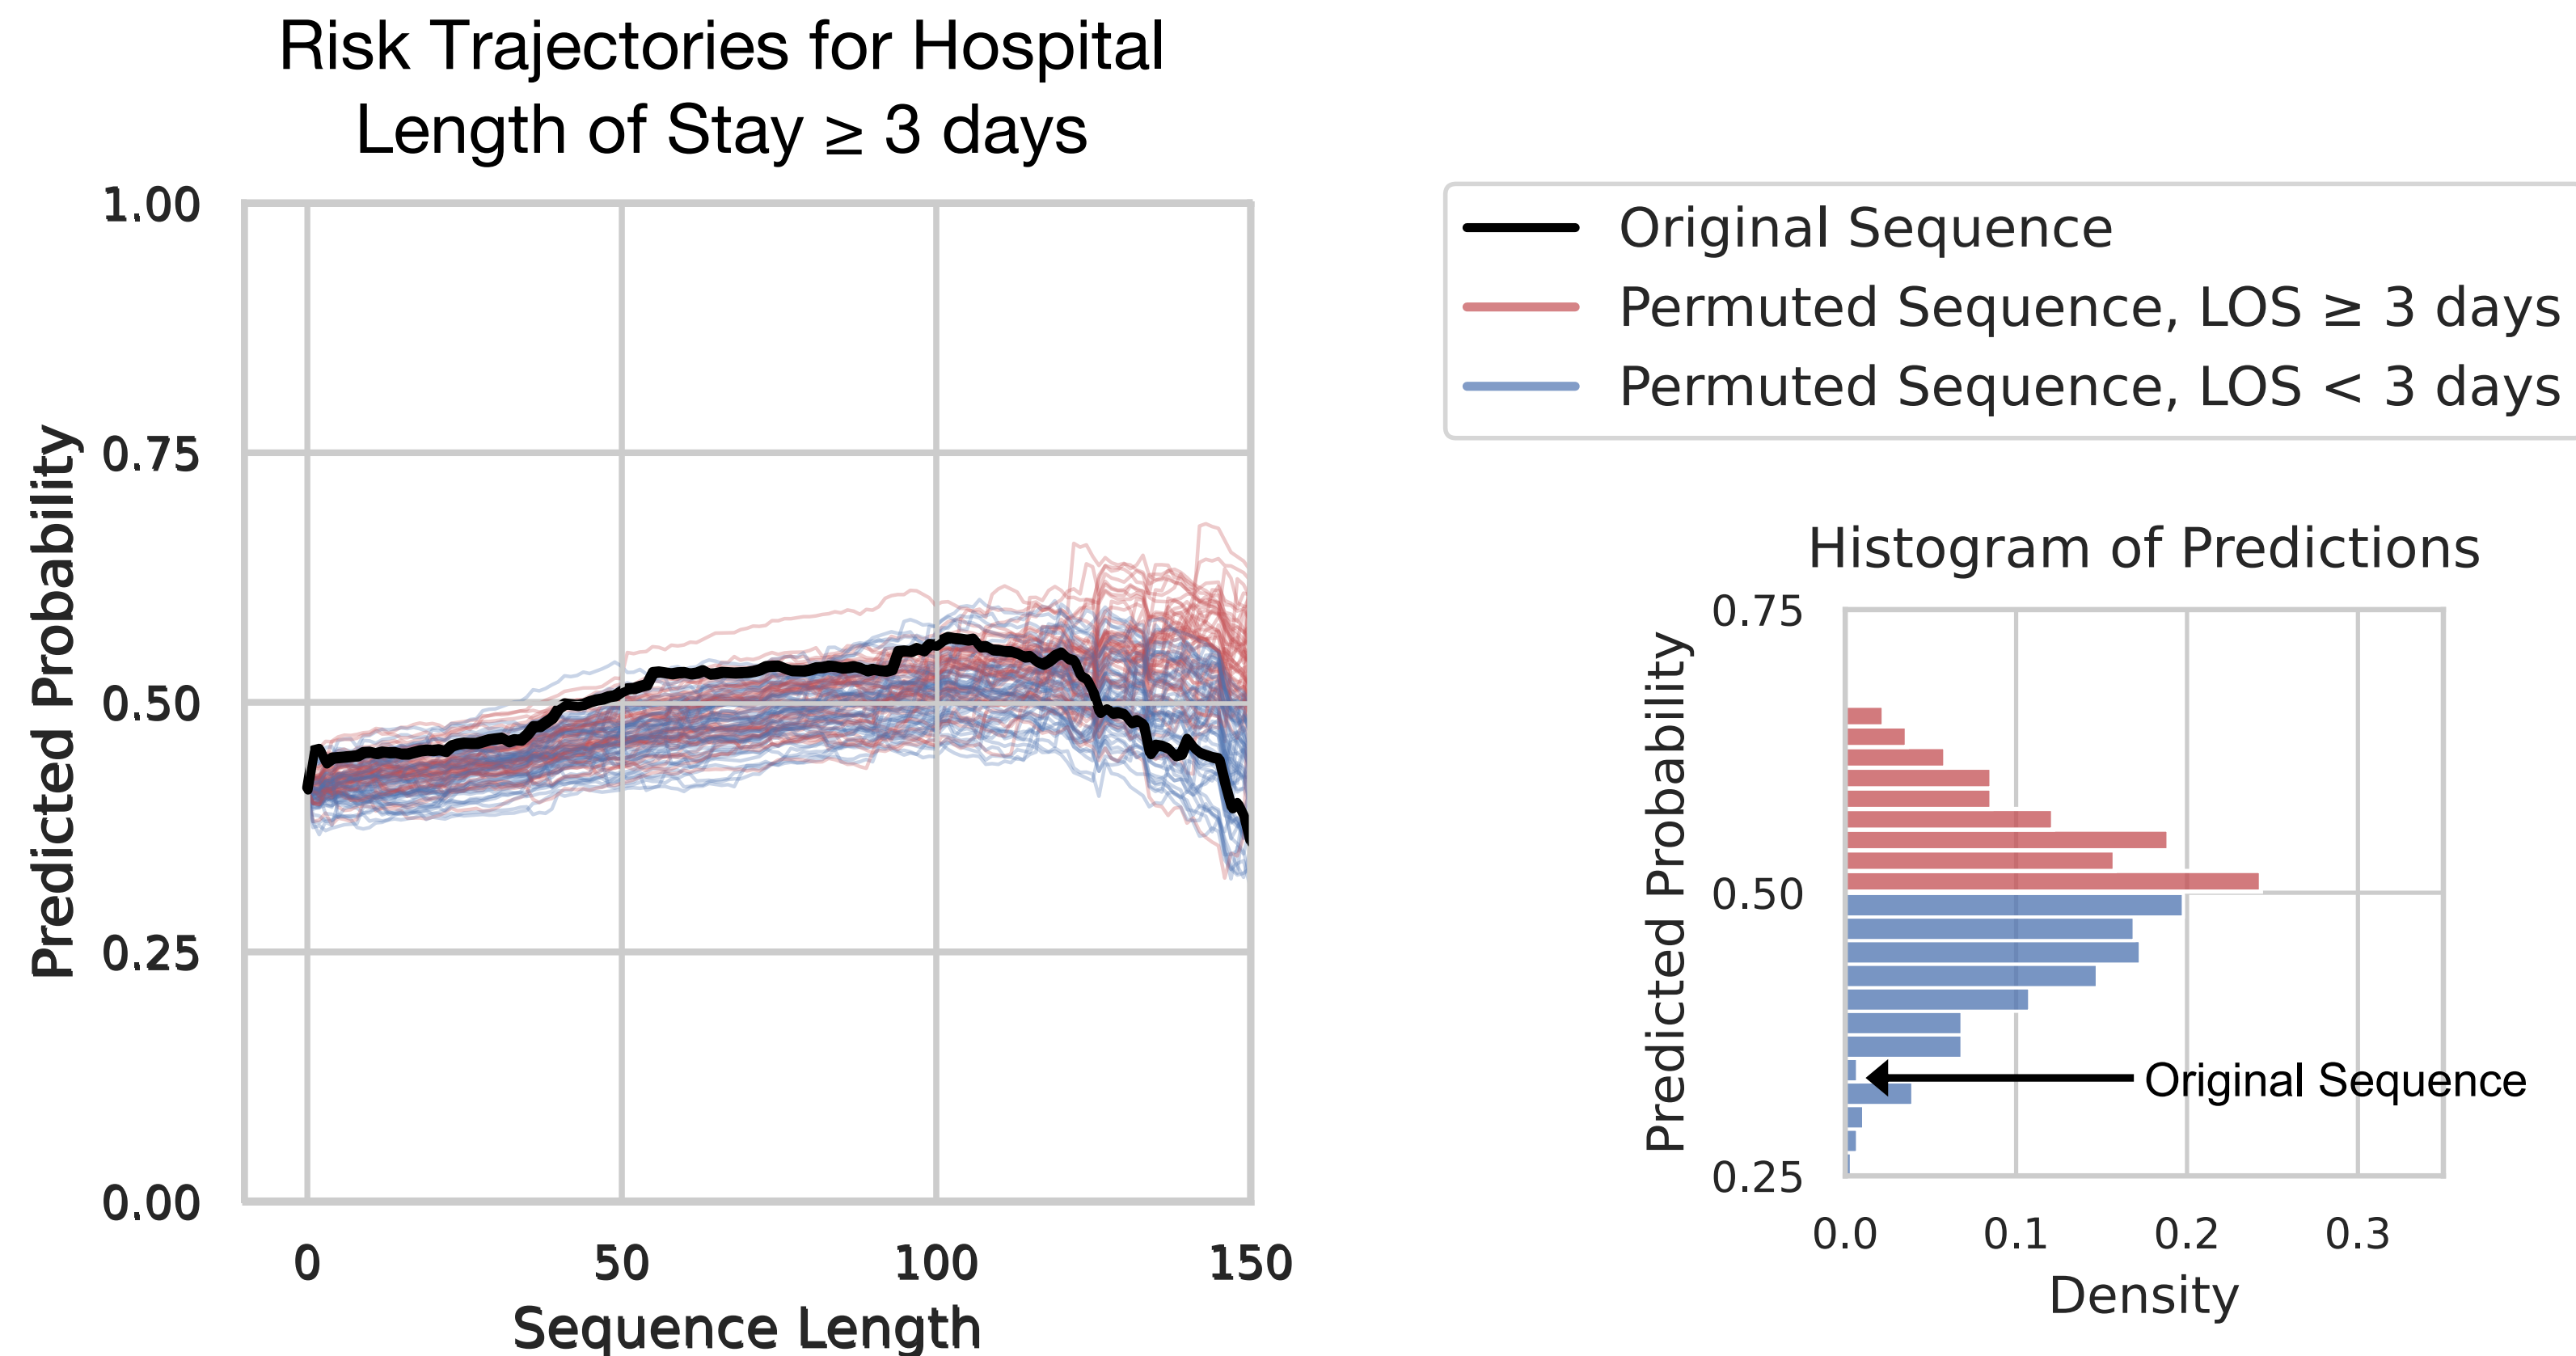 Risk Trajectories for Hospital
Length of Stay ≥ 3 days
Predicted Probability
1.00
0.75
0.50
0.25
0.00
0 50 100 150
Sequence Length
Original Sequence
Permuted Sequence, LOS ≥ 3 days
Permuted Sequence, LOS < 3 days
Histogram of Predictions
Predicted Probability
0.75
0.50
0.25
Original Sequence
0.0 0.1 0.2 0.3
Density